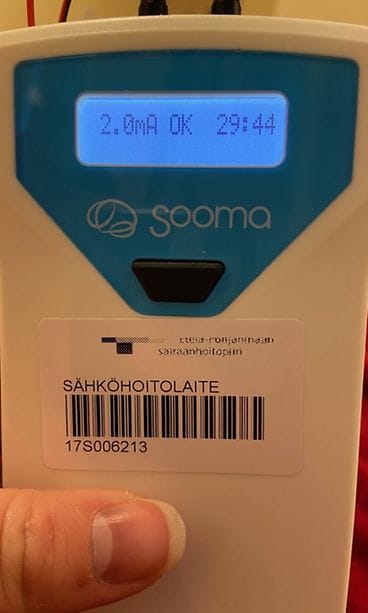 2.0mA OK 29:44
Sooma
SÄHKÖHOITOLAITE
17S006213